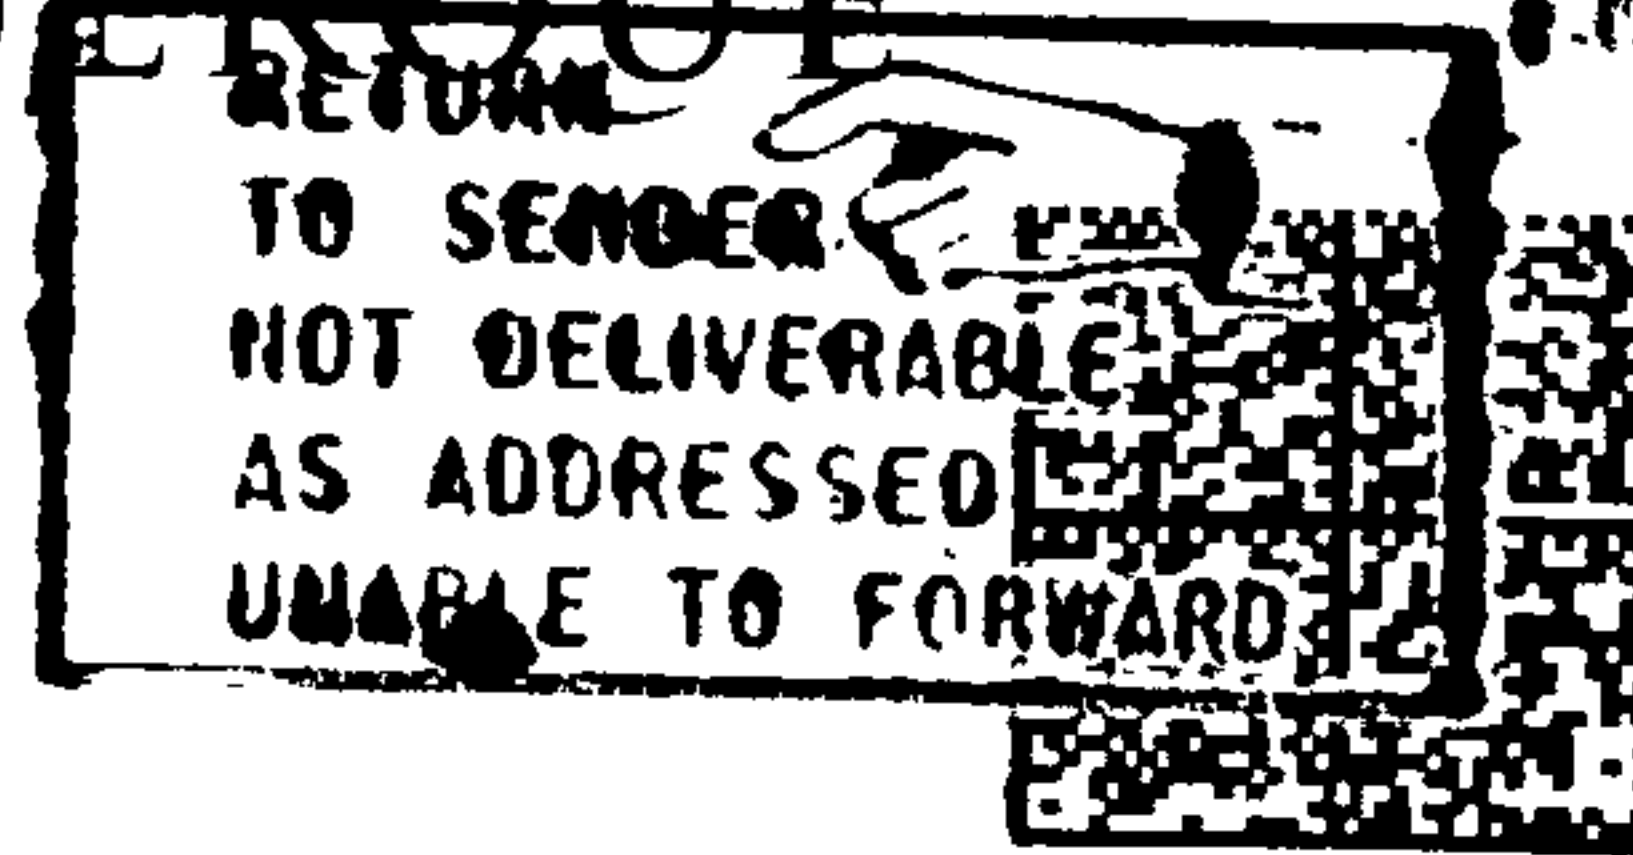 RETURN
TO SENDER
NOT DELIVERABLE
AS ADDRESSED
UNABLE TO FORWARD